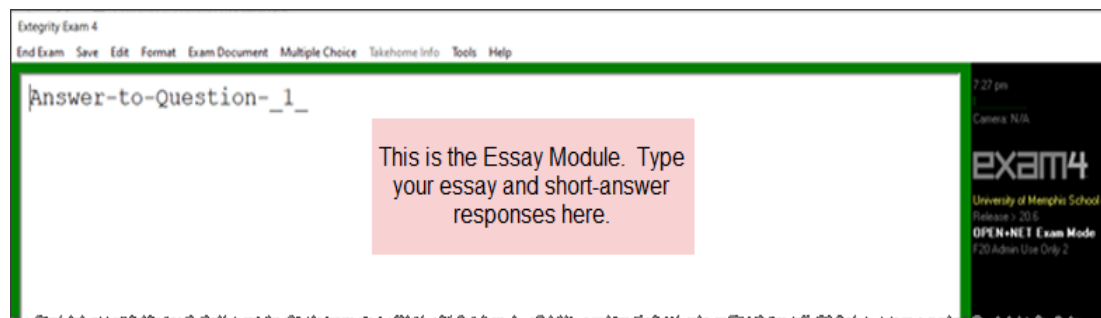 Extegrity Exam 4
End Exam Save Edit Format Exam Document Multiple Choice Takehome Info Tools Help
Answer-to-Question-_1_
This is the Essay Module. Type
your essay and short-answer
responses here.
7:27 pm
Camera: N/A
exam4
University of Memphis School
Release > 20.6
OPEN+NET Exam Mode
F20 Admin Use Only 2